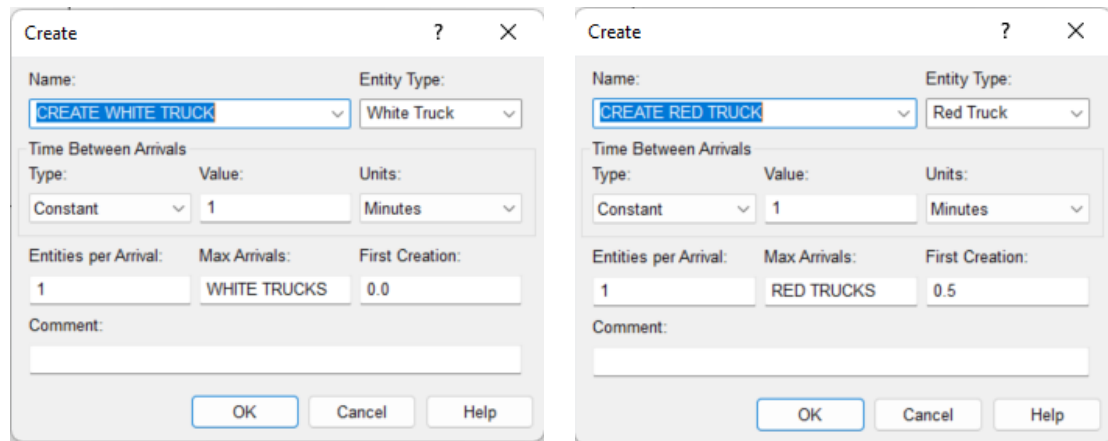 Create ? ×
Name: Entity Type:
CREATE WHITE TRUCK White Truck
Time Between Arrivals
Type: Value: Units:
Constant 1 Minutes
Entities per Arrival: Max Arrivals: First Creation:
1 WHITE TRUCKS 0.0
Comment:
OK Cancel Help
Create ? ×
Name: Entity Type:
CREATE RED TRUCK Red Truck
Time Between Arrivals
Type: Value: Units:
Constant 1 Minutes
Entities per Arrival: Max Arrivals: First Creation:
1 RED TRUCKS 0.5
Comment:
OK Cancel Help